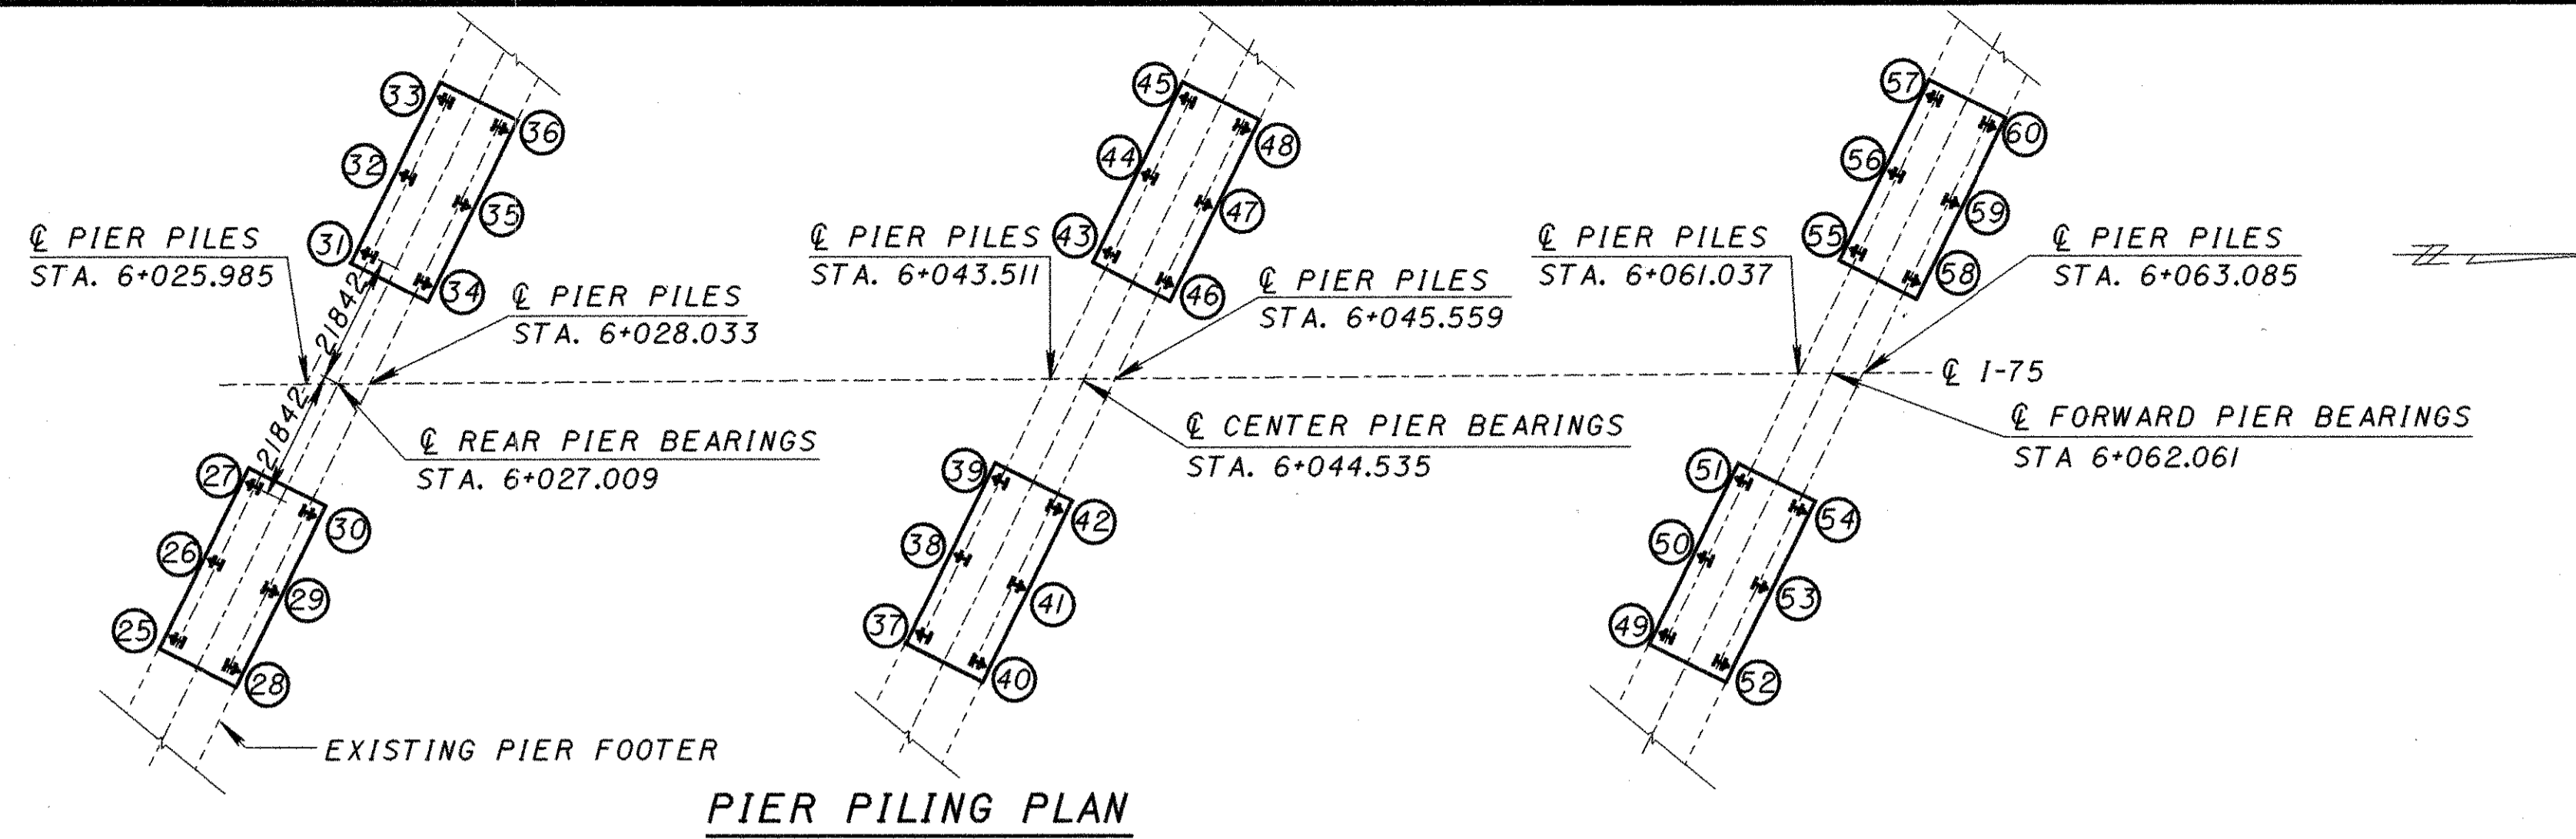 33
36
32
35
31
34
℄ PIER PILES
STA. 6+025.985
21842
21842
℄ PIER PILES
STA. 6+028.033
℄ REAR PIER BEARINGS
STA. 6+027.009
27
30
26
29
25
28
EXISTING PIER FOOTER
45
48
44
47
43
46
℄ PIER PILES
STA. 6+043.511
℄ PIER PILES
STA. 6+045.559
℄ CENTER PIER BEARINGS
STA. 6+044.535
39
42
38
41
37
40
57
60
56
59
55
58
℄ PIER PILES
STA. 6+061.037
℄ PIER PILES
STA. 6+063.085
℄ I-75
℄ FORWARD PIER BEARINGS
STA 6+062.061
51
54
50
53
49
52
PIER PILING PLAN